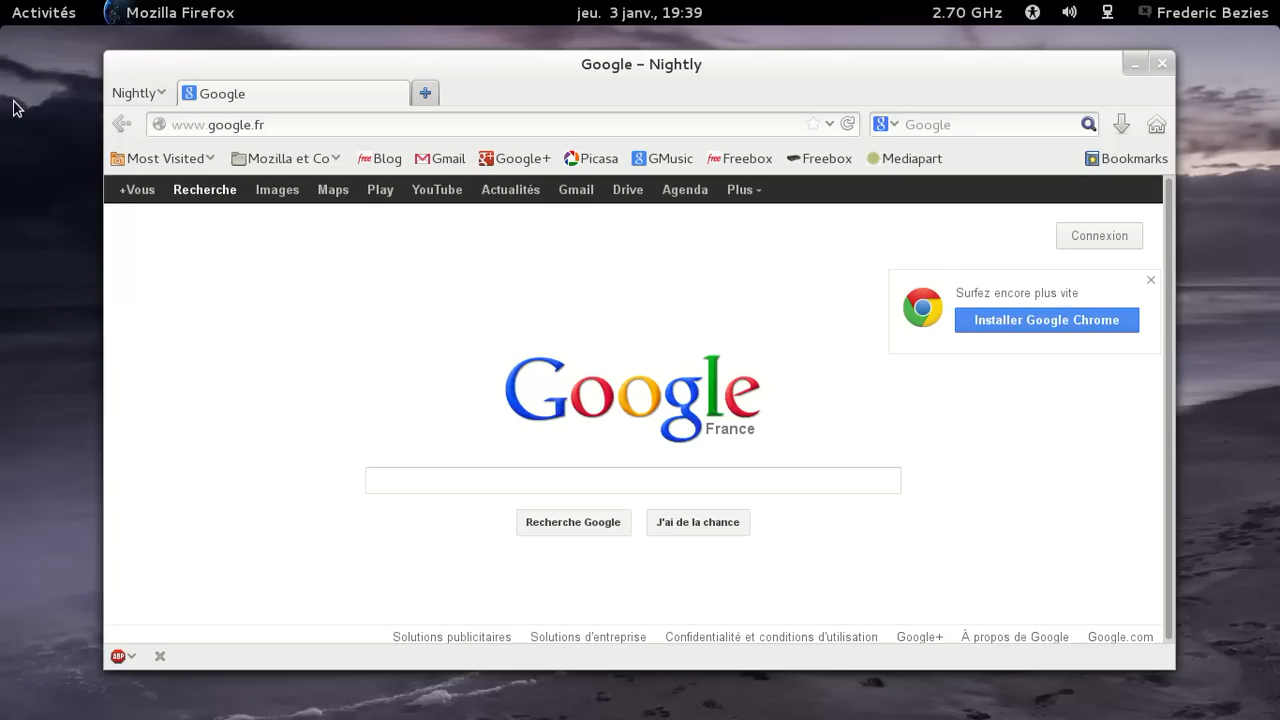 Activités Mozilla Firefox jeu. 3 janv., 19:39 2.70 GHz Frederic Bezies
Google – Nightly
Nightly Google
www.google.fr Google
Most Visited Mozilla et Co free Blog Gmail Google+ Picasa GMusic free Freebox Freebox Mediapart Bookmarks
+Vous Recherche Images Maps Play YouTube Actualités Gmail Drive Agenda Plus
Connexion
Surfez encore plus vite
Installer Google Chrome
Google
France
Recherche Google J'ai de la chance
Solutions publicitaires Solutions d'entreprise Confidentialité et conditions d'utilisation Google+ À propos de Google Google.com
ABP